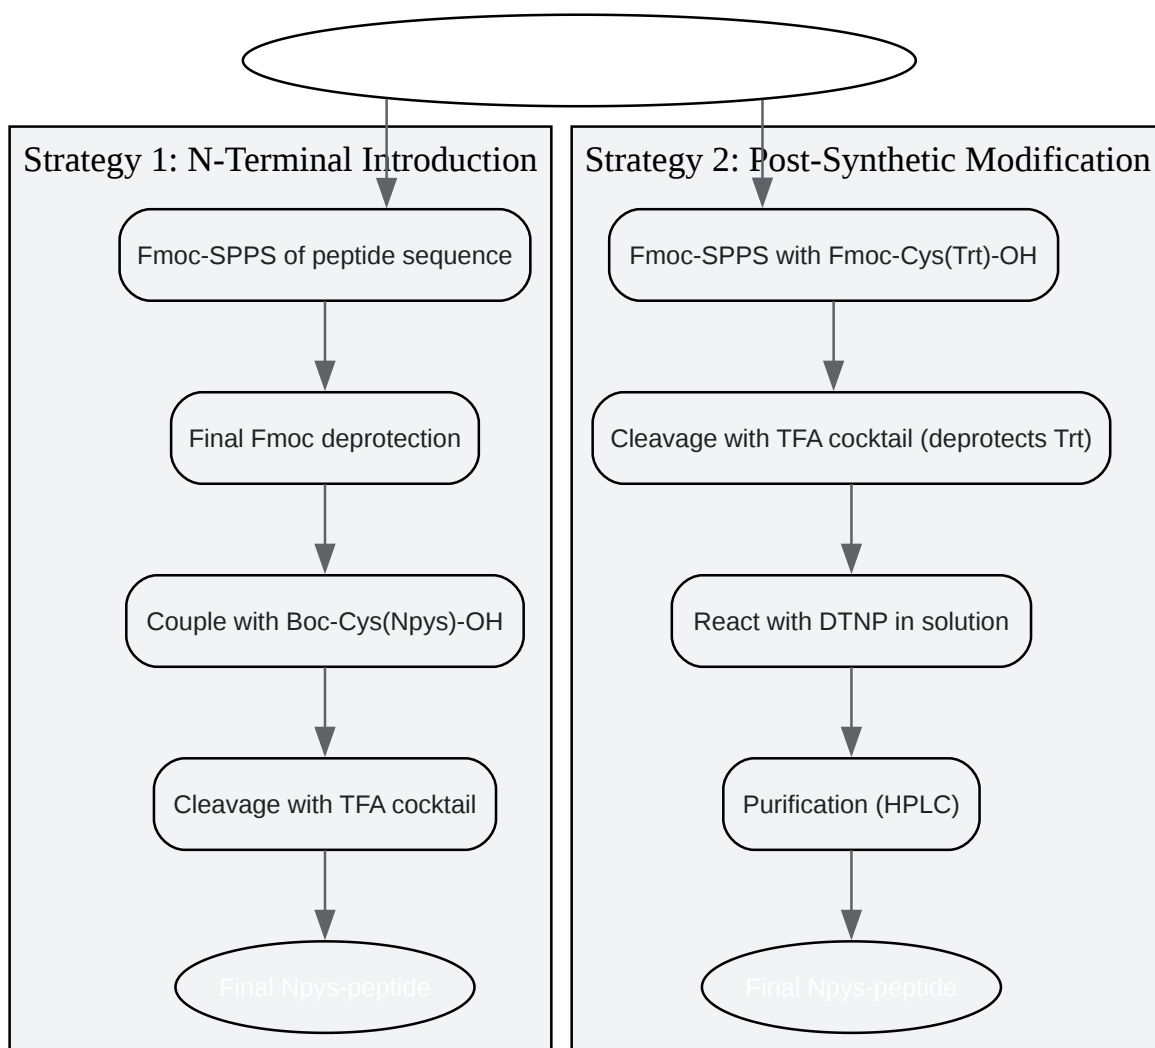 Strategy 1: N-Terminal Introduction
Fmoc-SPPS of peptide sequence
Final Fmoc deprotection
Couple with Boc-Cys(Npys)-OH
Cleavage with TFA cocktail
Final Npys-peptide
Strategy 2: Post-Synthetic Modification
Fmoc-SPPS with Fmoc-Cys(Trt)-OH
Cleavage with TFA cocktail (deprotects Trt)
React with DTNP in solution
Purification (HPLC)
Final Npys-peptide